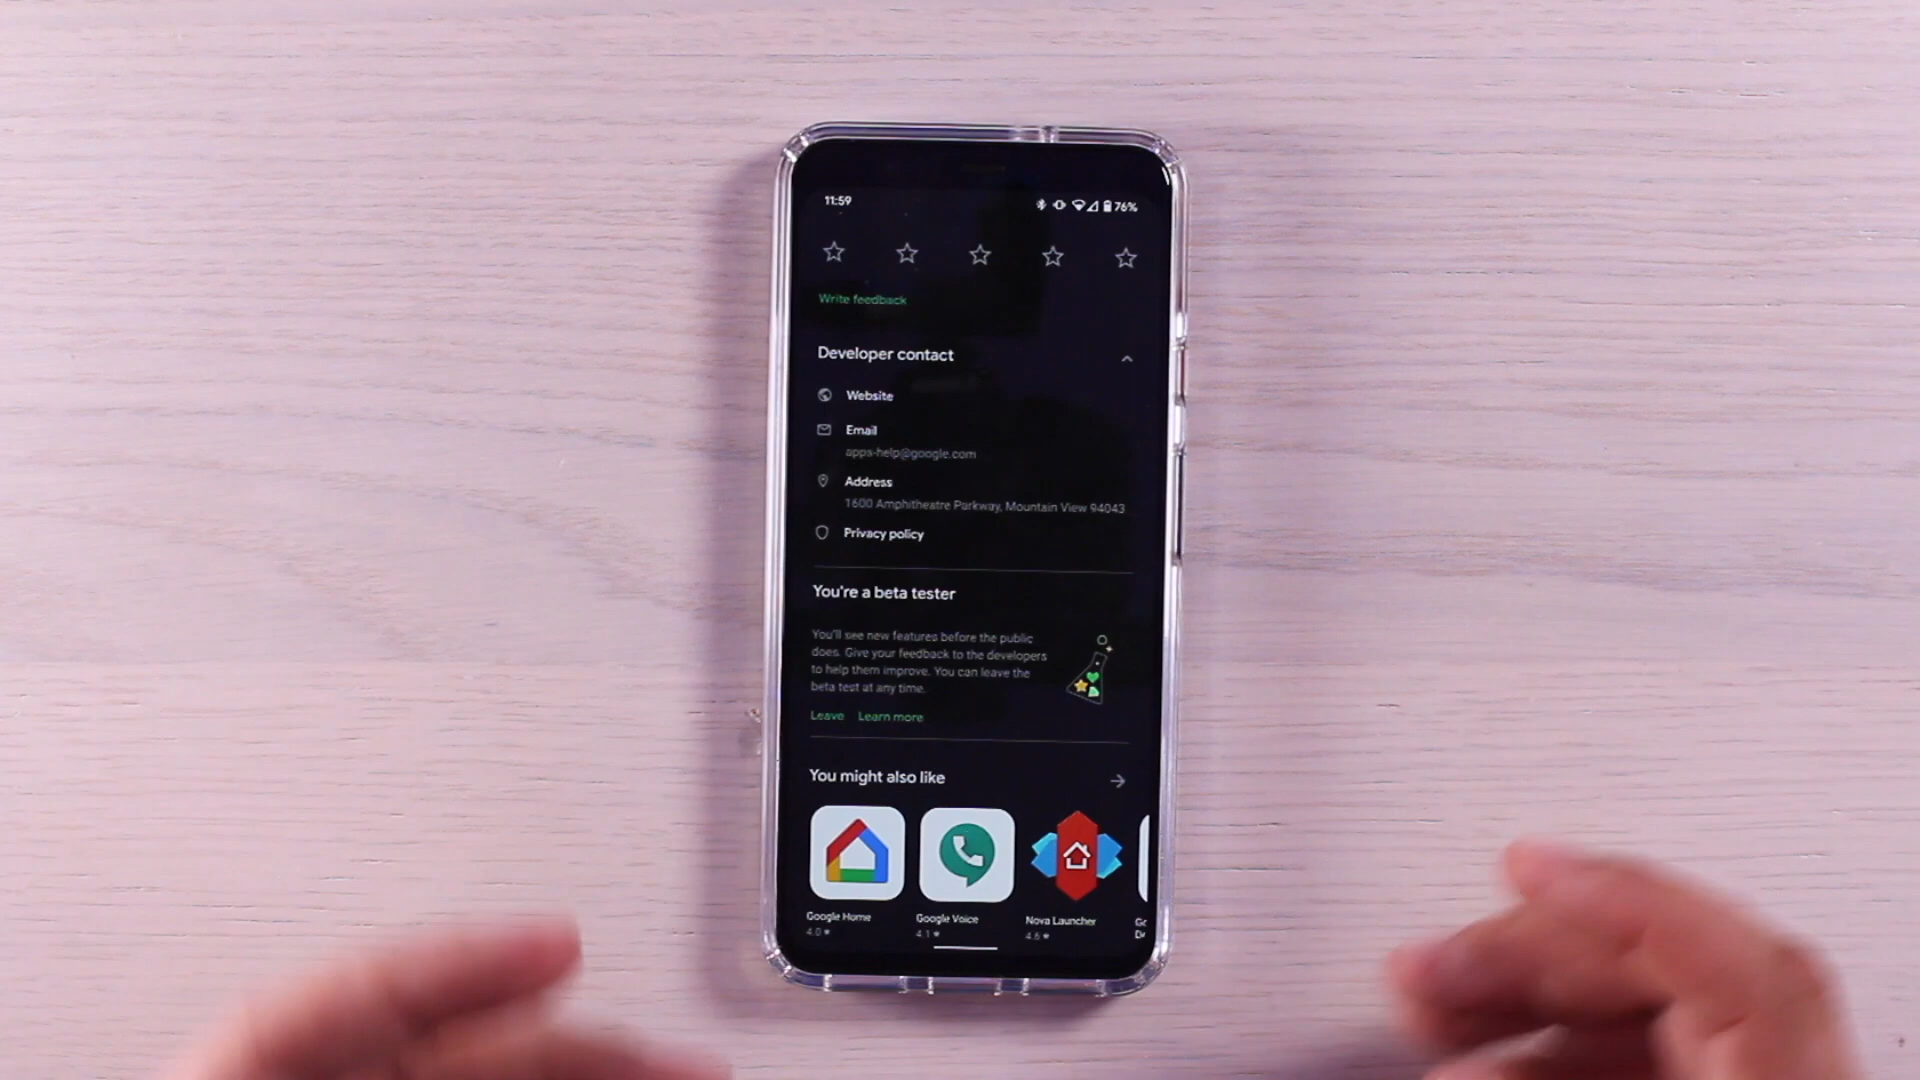 11:59
76%
Write feedback
Developer contact
Website
Email
apps-help@google.com
Address
1600 Amphitheatre Parkway, Mountain View 94043
Privacy policy
You're a beta tester
You'll see new features before the public
does. Give your feedback to the developers
to help them improve. You can leave the
beta test at any time.
Leave Learn more
You might also like
Google Home
Google Voice
Nova Launcher
4.0★
4.1★
4.6★